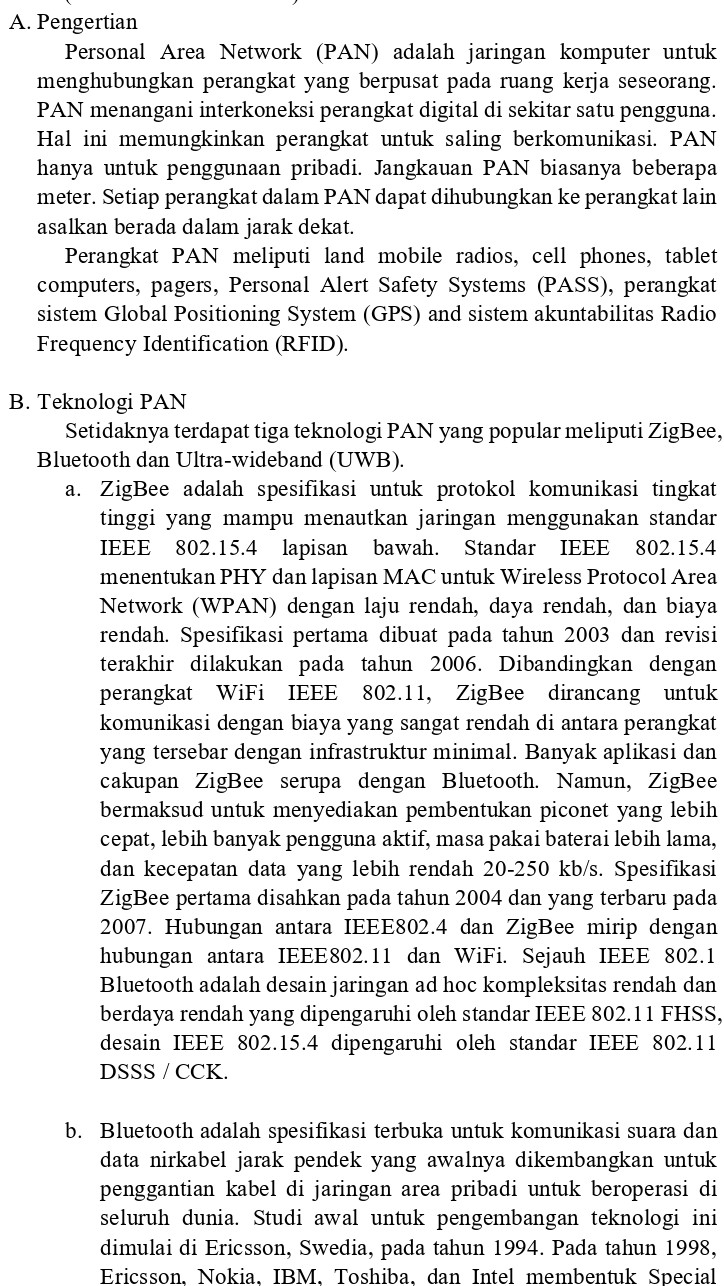 A. Pengertian
Personal Area Network (PAN) adalah jaringan komputer untuk
menghubungkan perangkat yang berpusat pada ruang kerja seseorang.
PAN menangani interkoneksi perangkat digital di sekitar satu pengguna.
Hal ini memungkinkan perangkat untuk saling berkomunikasi. PAN
hanya untuk penggunaan pribadi. Jangkauan PAN biasanya beberapa
meter. Setiap perangkat dalam PAN dapat dihubungkan ke perangkat lain
asalkan berada dalam jarak dekat.
Perangkat PAN meliputi land mobile radios, cell phones, tablet
computers, pagers, Personal Alert Safety Systems (PASS), perangkat
sistem Global Positioning System (GPS) and sistem akuntabilitas Radio
Frequency Identification (RFID).
B. Teknologi PAN
Setidaknya terdapat tiga teknologi PAN yang popular meliputi ZigBee,
Bluetooth dan Ultra-wideband (UWB).
a. ZigBee adalah spesifikasi untuk protokol komunikasi tingkat
tinggi yang mampu menautkan jaringan menggunakan standar
IEEE 802.15.4 lapisan bawah. Standar IEEE 802.15.4
menentukan PHY dan lapisan MAC untuk Wireless Protocol Area
Network (WPAN) dengan laju rendah, daya rendah, dan biaya
rendah. Spesifikasi pertama dibuat pada tahun 2003 dan revisi
terakhir dilakukan pada tahun 2006. Dibandingkan dengan
perangkat WiFi IEEE 802.11, ZigBee dirancang untuk
komunikasi dengan biaya yang sangat rendah di antara perangkat
yang tersebar dengan infrastruktur minimal. Banyak aplikasi dan
cakupan ZigBee serupa dengan Bluetooth. Namun, ZigBee
bermaksud untuk menyediakan pembentukan piconet yang lebih
cepat, lebih banyak pengguna aktif, masa pakai baterai lebih lama,
dan kecepatan data yang lebih rendah 20-250 kb/s. Spesifikasi
ZigBee pertama disahkan pada tahun 2004 dan yang terbaru pada
2007. Hubungan antara IEEE802.4 dan ZigBee mirip dengan
hubungan antara IEEE802.11 dan WiFi. Sejauh IEEE 802.1
Bluetooth adalah desain jaringan ad hoc kompleksitas rendah dan
berdaya rendah yang dipengaruhi oleh standar IEEE 802.11 FHSS,
desain IEEE 802.15.4 dipengaruhi oleh standar IEEE 802.11
DSSS / CCK.
b. Bluetooth adalah spesifikasi terbuka untuk komunikasi suara dan
data nirkabel jarak pendek yang awalnya dikembangkan untuk
penggantian kabel di jaringan area pribadi untuk beroperasi di
seluruh dunia. Studi awal untuk pengembangan teknologi ini
dimulai di Ericsson, Swedia, pada tahun 1994. Pada tahun 1998,
Ericsson, Nokia, IBM, Toshiba, dan Intel membentuk Special